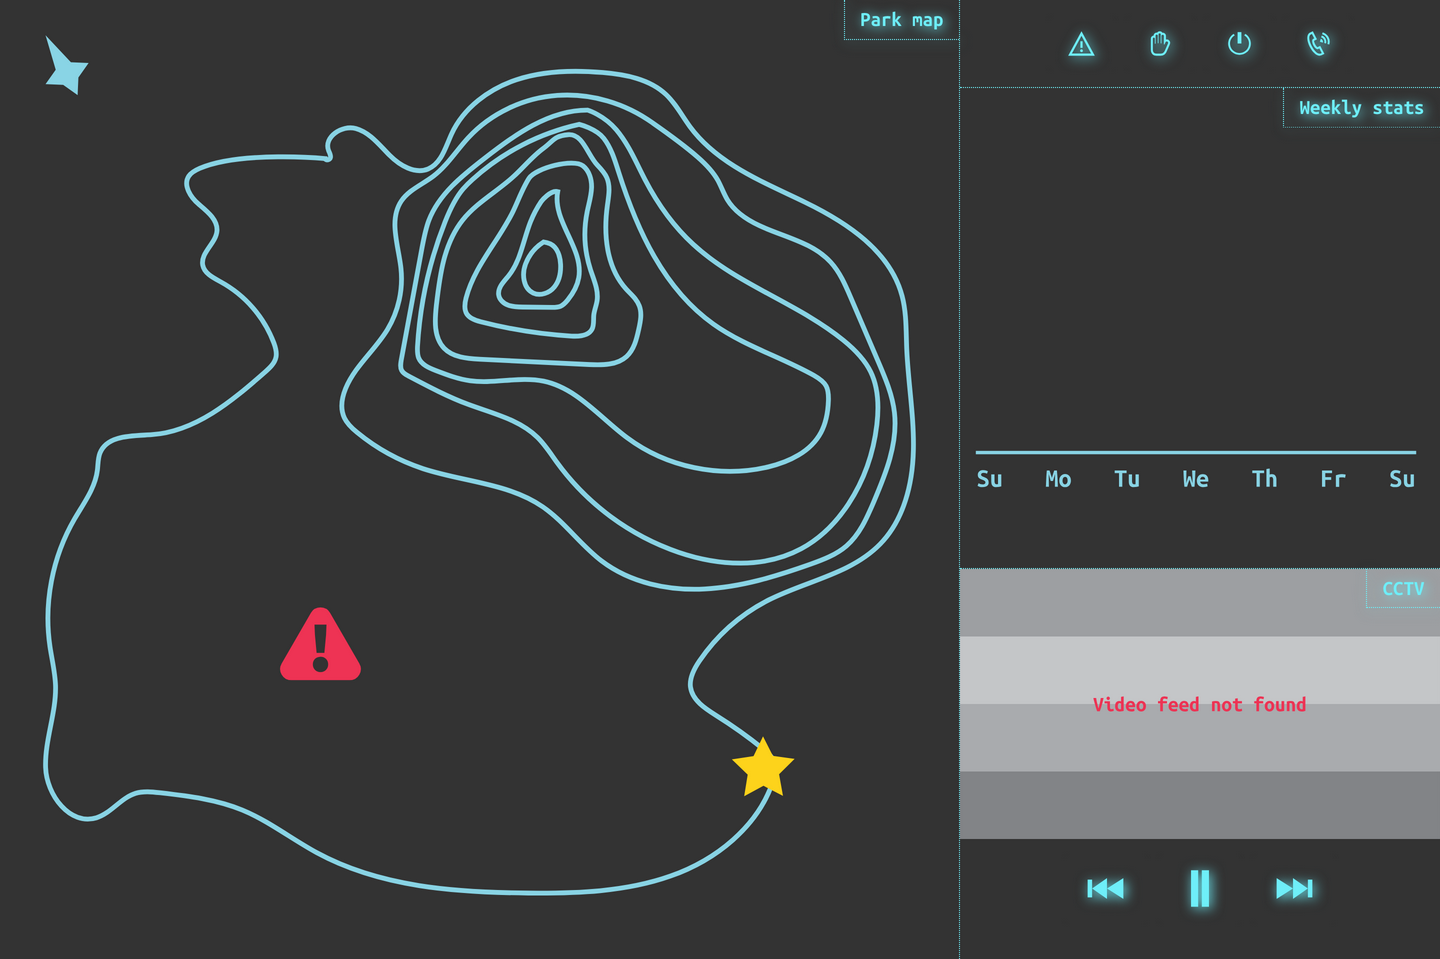 Park map
Weekly stats
Su Mo Tu We Th Fr Su
CCTV
Video feed not found